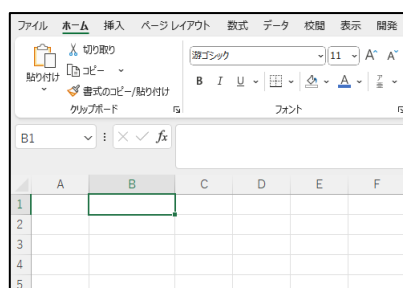 ファイル ホーム 挿入 ページ レイアウト 数式 データ 校閲 表示 開発
切り取り
コピー
書式のコピー/貼り付け
貼り付け
クリップボード
游ゴシック 11 A^ A˅
B I U A
フォント
B1 fx
A B C D E F
1
2
3
4
5